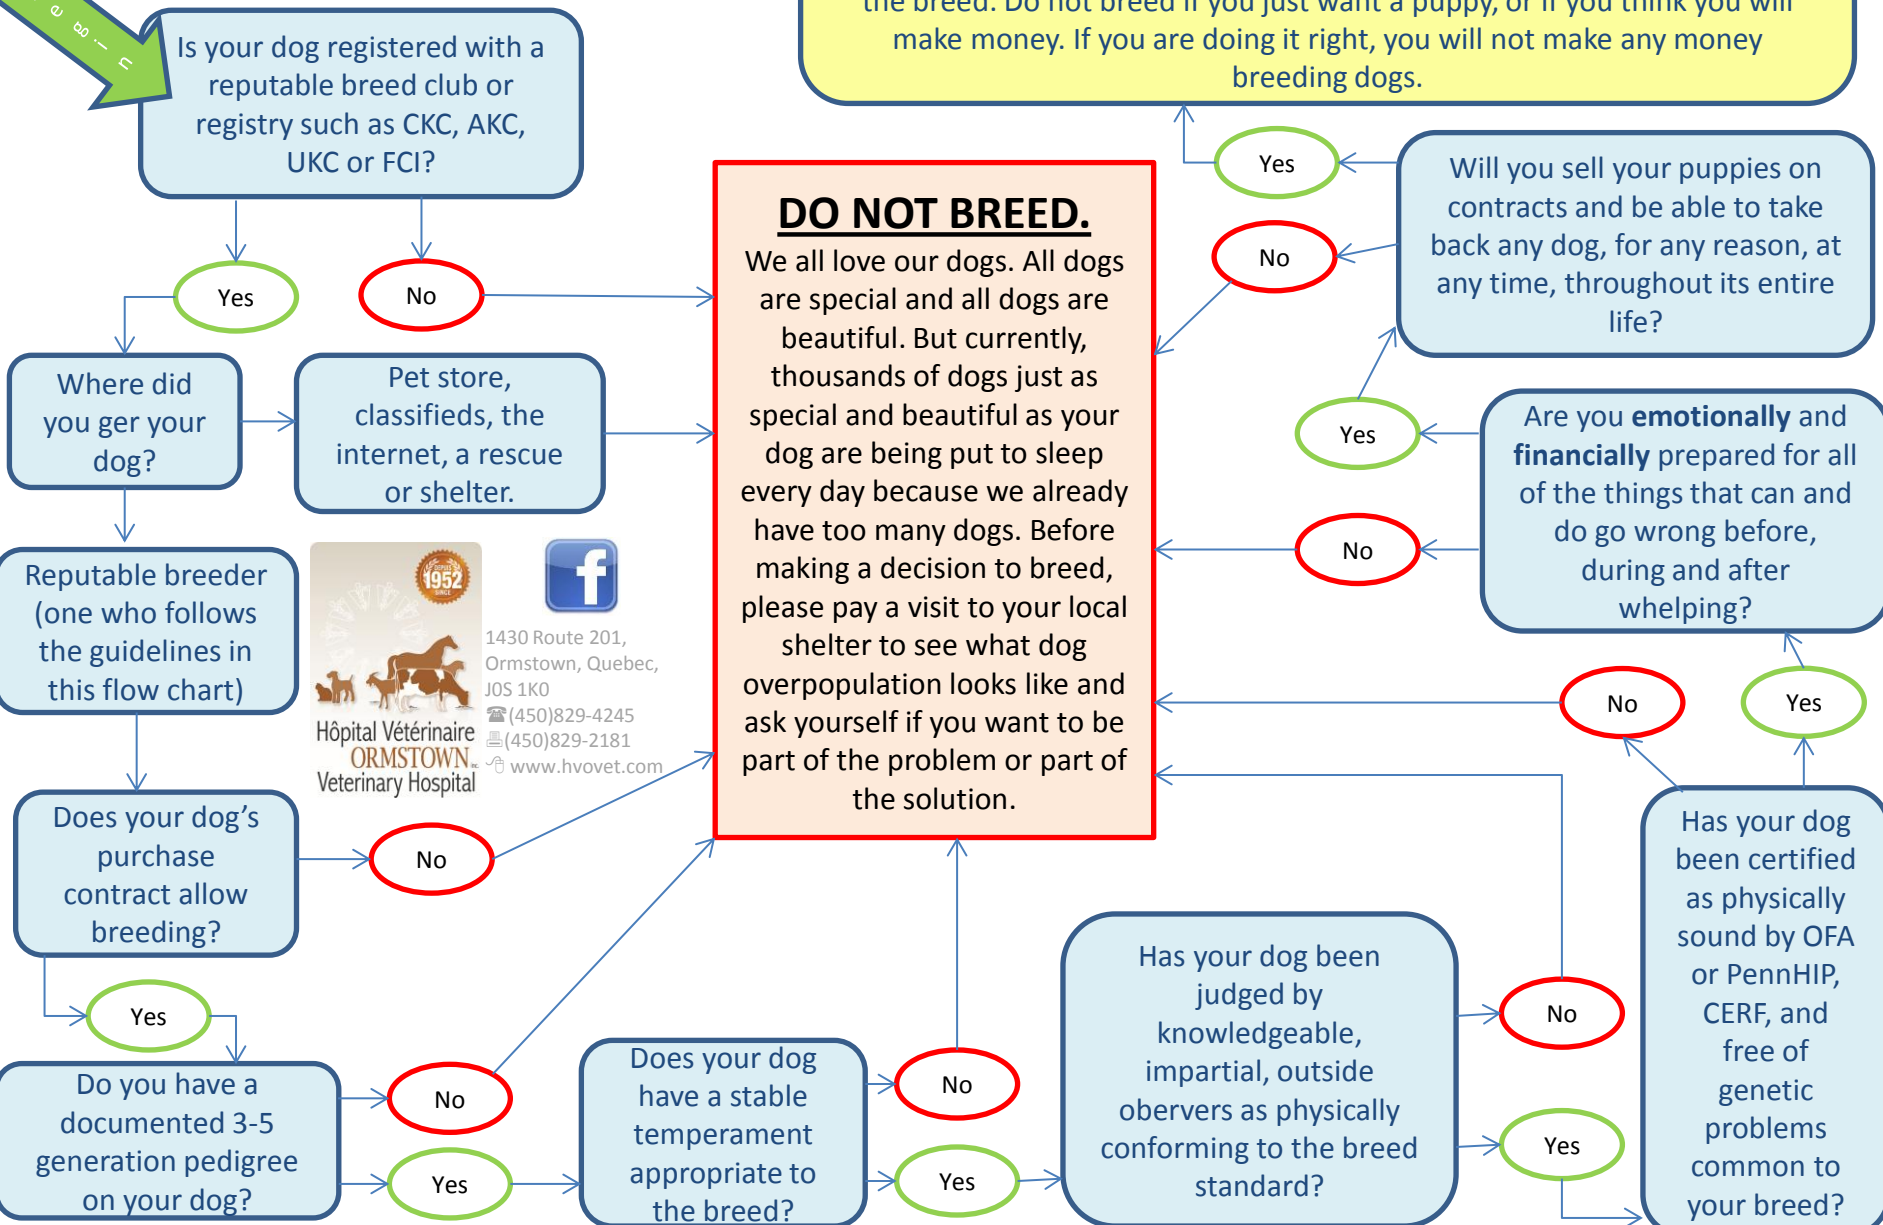 e g i n
Is your dog registered with a
reputable breed club or
registry such as CKC, AKC,
UKC or FCI?
the breed. Do not breed if you just want a puppy, or if you think you will
make money. If you are doing it right, you will not make any money
breeding dogs.
Yes
No
Where did
you ger your
dog?
Pet store,
classifieds, the
internet, a rescue
or shelter.
Reputable breeder
(one who follows
the guidelines in
this flow chart)
DEPUIS
1952
SINCE
Hôpital Vétérinaire
ORMSTOWN
Veterinary Hospital
f
1430 Route 201,
Ormstown, Quebec,
J0S 1K0
(450)829-4245
(450)829-2181
www.hvovet.com
Does your dog's
purchase
contract allow
breeding?
No
Yes
Do you have a
documented 3-5
generation pedigree
on your dog?
No
Yes
Does your dog
have a stable
temperament
appropriate to
the breed?
No
Yes
Has your dog been
judged by
knowledgeable,
impartial, outside
obervers as physically
conforming to the breed
standard?
No
Yes
Has your dog
been certified
as physically
sound by OFA
or PennHIP,
CERF, and
free of
genetic
problems
common to
your breed?
No
Yes
Are you emotionally and
financially prepared for all
of the things that can and
do go wrong before,
during and after
whelping?
Yes
No
Will you sell your puppies on
contracts and be able to take
back any dog, for any reason, at
any time, throughout its entire
life?
Yes
No
DO NOT BREED.
We all love our dogs. All dogs
are special and all dogs are
beautiful. But currently,
thousands of dogs just as
special and beautiful as your
dog are being put to sleep
every day because we already
have too many dogs. Before
making a decision to breed,
please pay a visit to your local
shelter to see what dog
overpopulation looks like and
ask yourself if you want to be
part of the problem or part of
the solution.